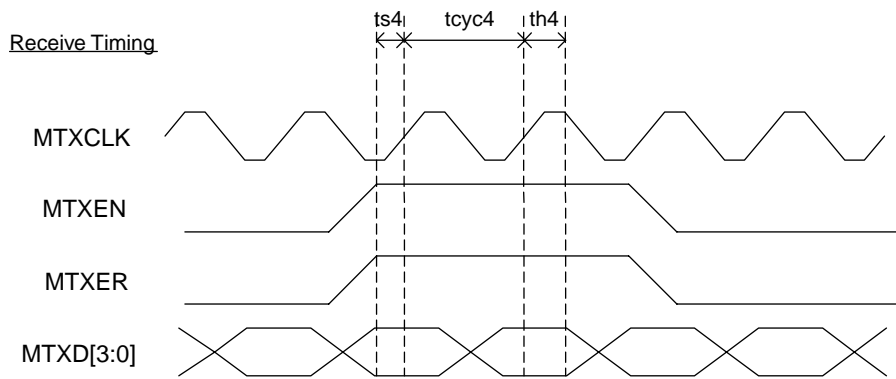 ts4 tcyc4 th4
Receive Timing
MTXCLK
MTXEN
MTXER
MTXD[3:0]